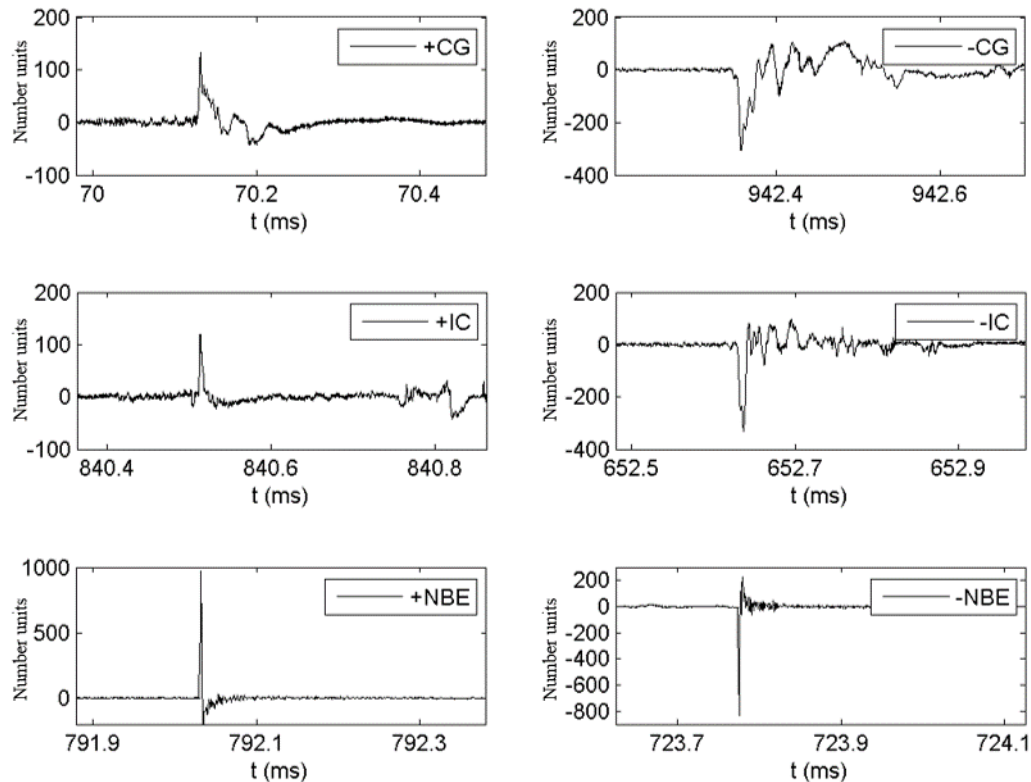 200
100
0
-100
Number units
+CG
70
70.2
70.4
t (ms)
200
0
-200
-400
Number units
-CG
942.4
942.6
t (ms)
200
100
0
-100
Number units
+IC
840.4
840.6
840.8
t (ms)
200
0
-200
-400
Number units
-IC
652.5
652.7
652.9
t (ms)
1000
500
0
Number units
+NBE
791.9
792.1
792.3
t (ms)
200
0
-200
-400
-600
-800
Number units
-NBE
723.7
723.9
724.1
t (ms)